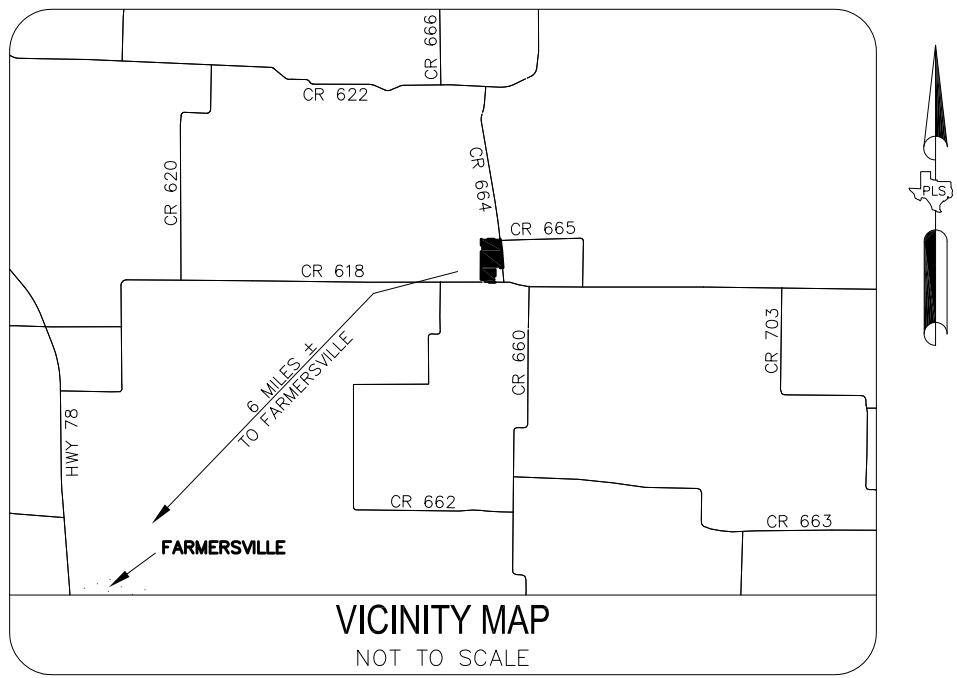 CR 666
CR 622
CR 620
CR 664
PLS
CR 665
CR 618
CR 703
CR 660
6 MILES ±
TO FARMERSVILLE
HWY 78
CR 662
CR 663
FARMERSVILLE
VICINITY MAP
NOT TO SCALE